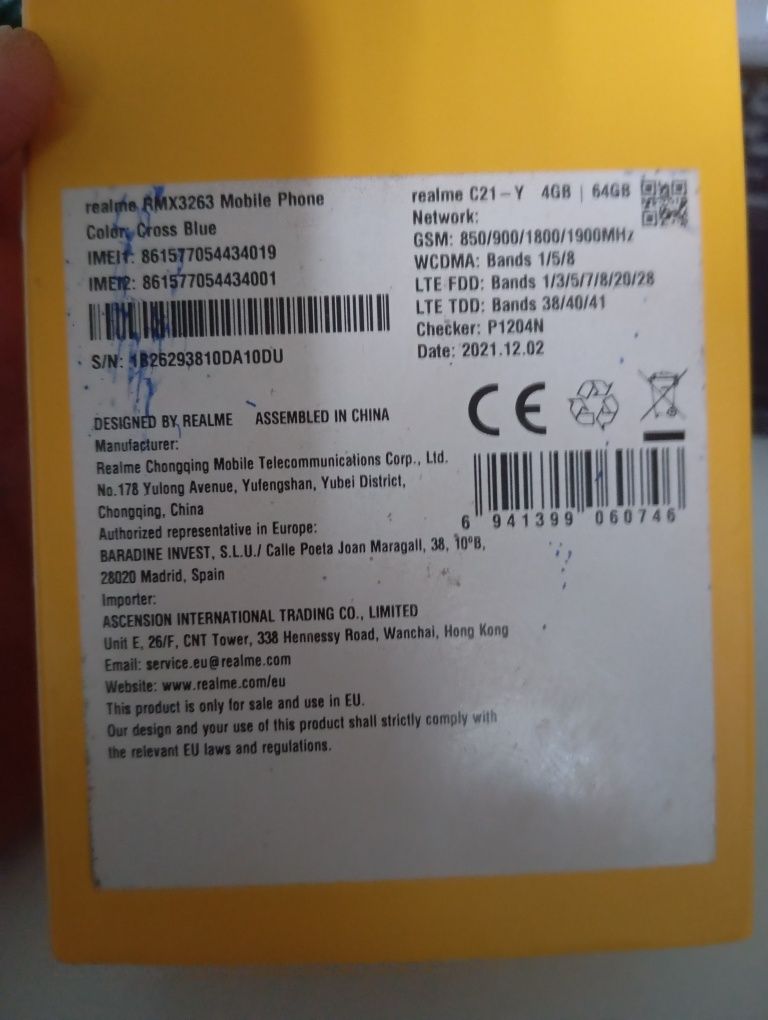 realme RMX3263 Mobile Phone
Color: Cross Blue
IMEI1: 861577054434019
IMEI2: 861577054434001
S/N: 1B26293810DA10DU
realme C21-Y 4GB | 64GB
Network:
GSM: 850/900/1800/1900MHz
WCDMA: Bands 1/5/8
LTE FDD: Bands 1/3/5/7/8/20/28
LTE TDD: Bands 38/40/41
Checker: P1204N
Date: 2021.12.02
CE
DESIGNED BY REALME ASSEMBLED IN CHINA
Manufacturer:
Realme Chongqing Mobile Telecommunications Corp., Ltd.
No.178 Yulong Avenue, Yufengshan, Yubei District,
Chongqing, China
Authorized representative in Europe:
BARADINE INVEST, S.L.U./ Calle Poeta Joan Maragall, 38, 10ºB,
28020 Madrid, Spain
Importer:
ASCENSION INTERNATIONAL TRADING CO., LIMITED
Unit E, 26/F, CNT Tower, 338 Hennessy Road, Wanchai, Hong Kong
Email: service.eu@realme.com
Website: www.realme.com/eu
This product is only for sale and use in EU.
Our design and your use of this product shall strictly comply with
the relevant EU laws and regulations.
6 941399 060746